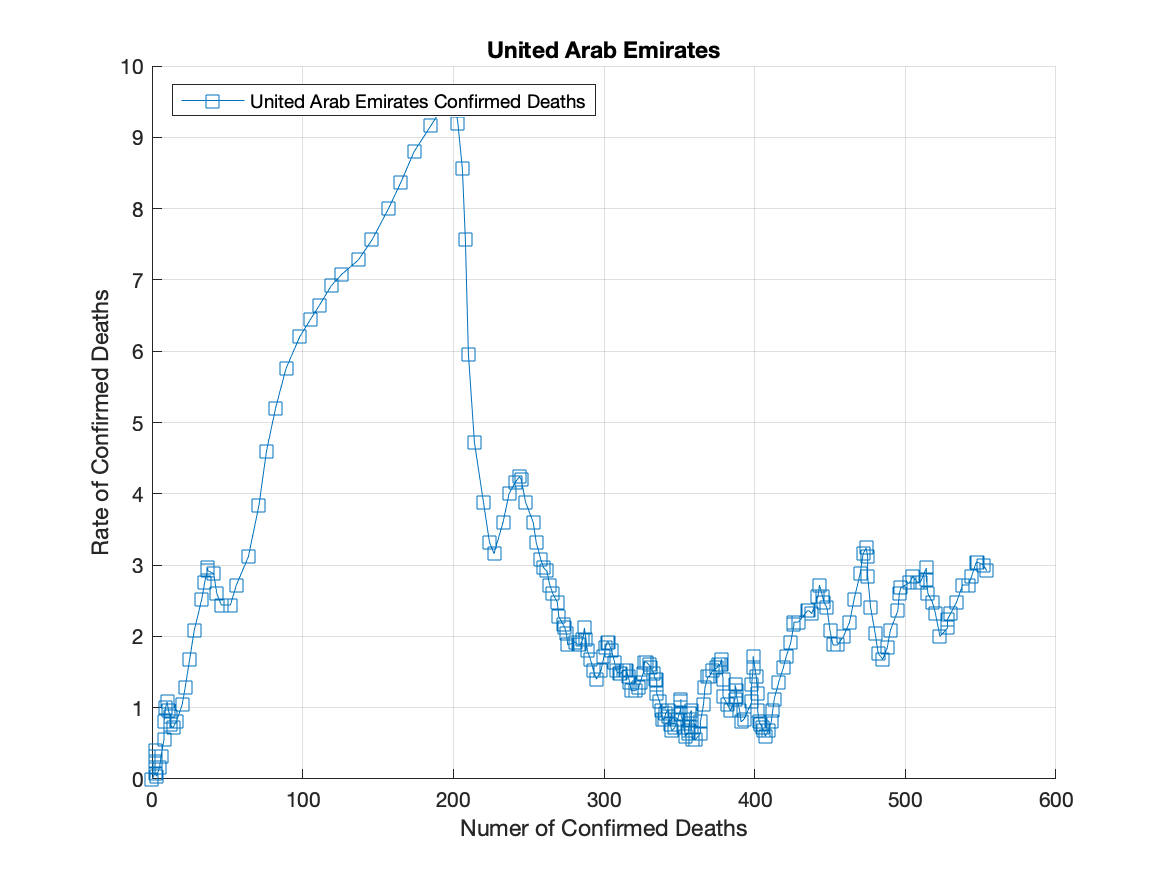 United Arab Emirates
United Arab Emirates Confirmed Deaths
Rate of Confirmed Deaths
10
9
8
7
6
5
4
3
2
1
0
0 100 200 300 400 500 600
Numer of Confirmed Deaths